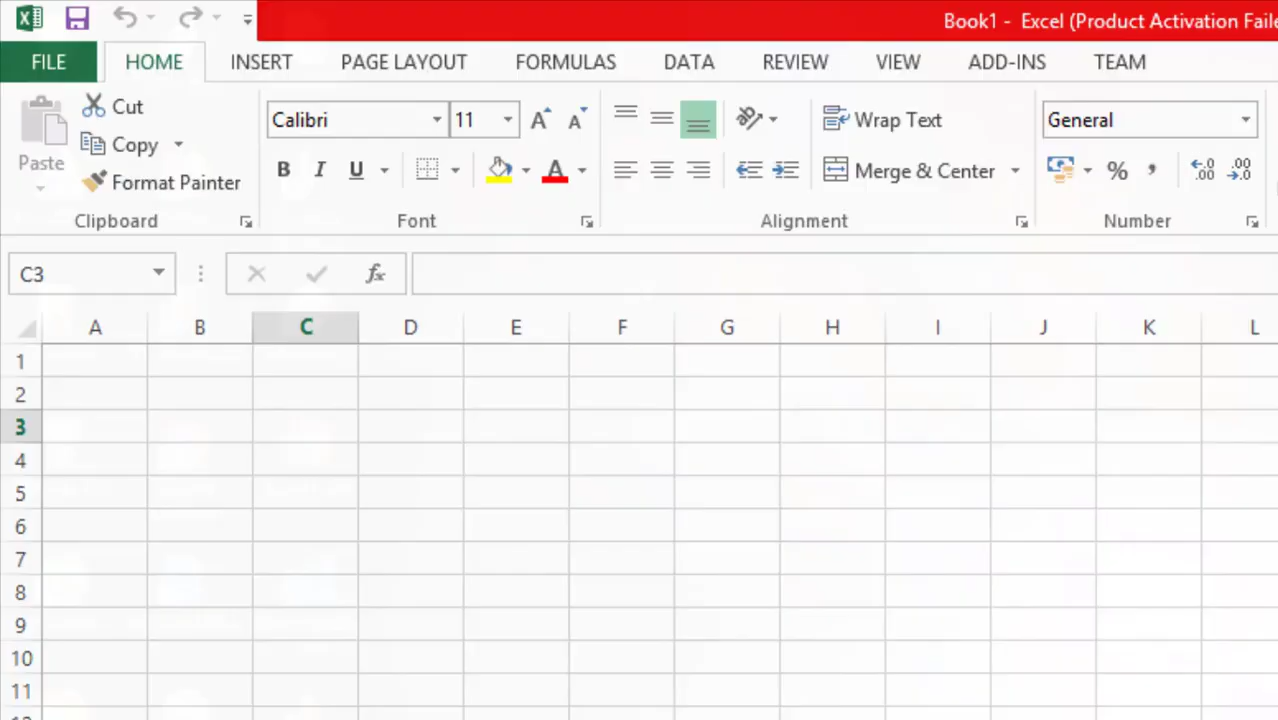 Book1 - Excel (Product Activation Faile
FILE HOME INSERT PAGE LAYOUT FORMULAS DATA REVIEW VIEW ADD-INS TEAM
Cut
Calibri 11 Wrap Text General
Copy
Paste
B I U A Merge & Center % ,
Format Painter
Clipboard Font Alignment Number
C3 fx
A B C D E F G H I J K L
1
2
3
4
5
6
7
8
9
10
11